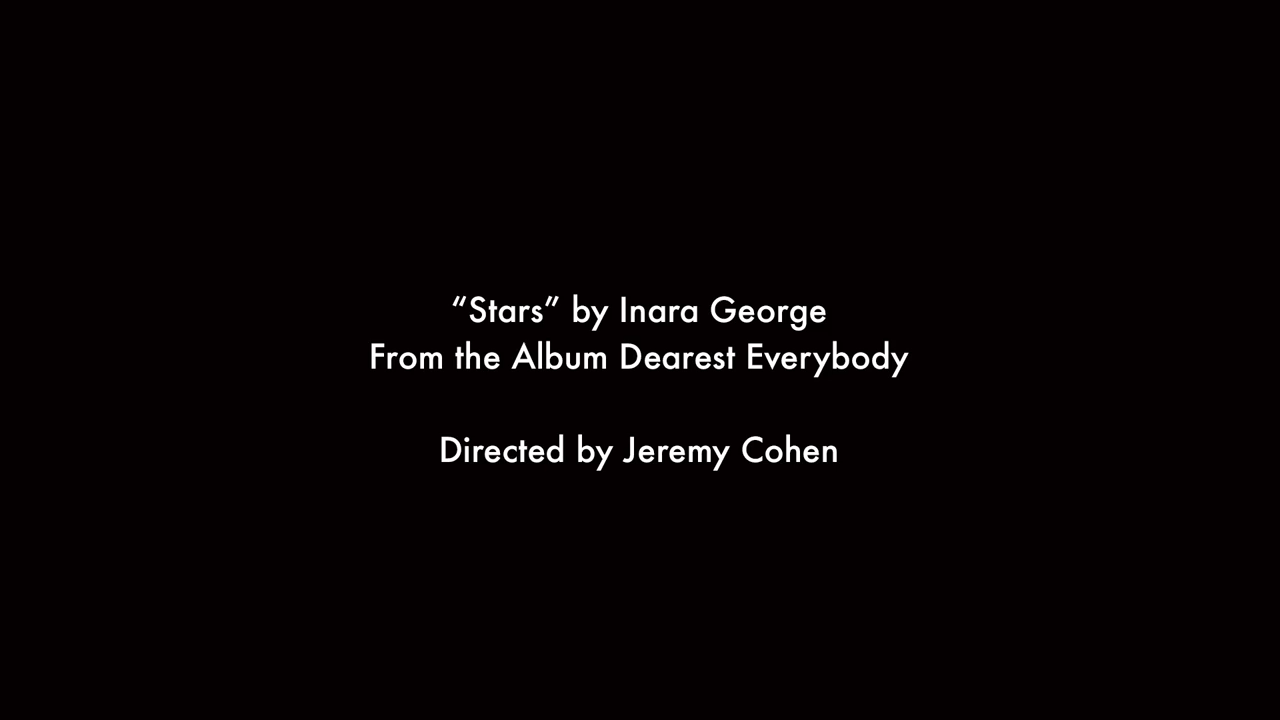 “Stars” by Inara George
From the Album Dearest Everybody
Directed by Jeremy Cohen